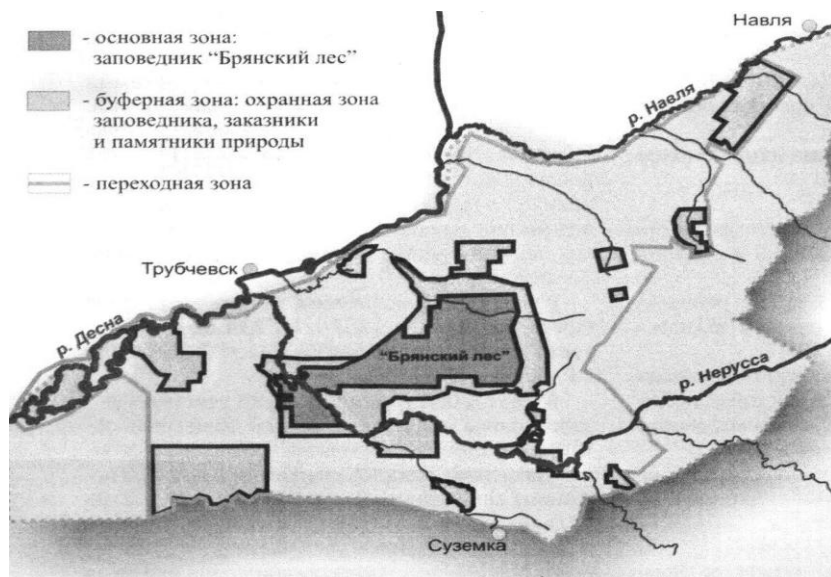 Навля
- основная зона:
заповедник “Брянский лес”
- буферная зона: охранная зона
заповедника, заказники
и памятники природы
- переходная зона
р. Навля
Трубчевск
р. Десна
“Брянский лес”
р. Нерусса
Суземка